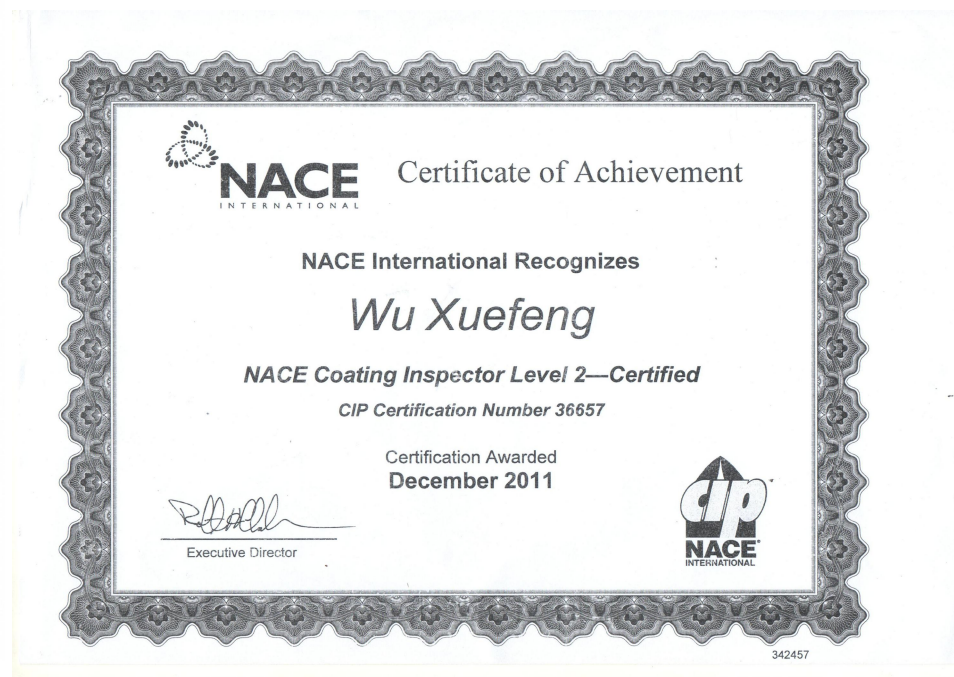 NACE
INTERNATIONAL
Certificate of Achievement
NACE International Recognizes
Wu Xuefeng
NACE Coating Inspector Level 2—Certified
CIP Certification Number 36657
Certification Awarded
December 2011
Executive Director
cip
NACE®
INTERNATIONAL
342457